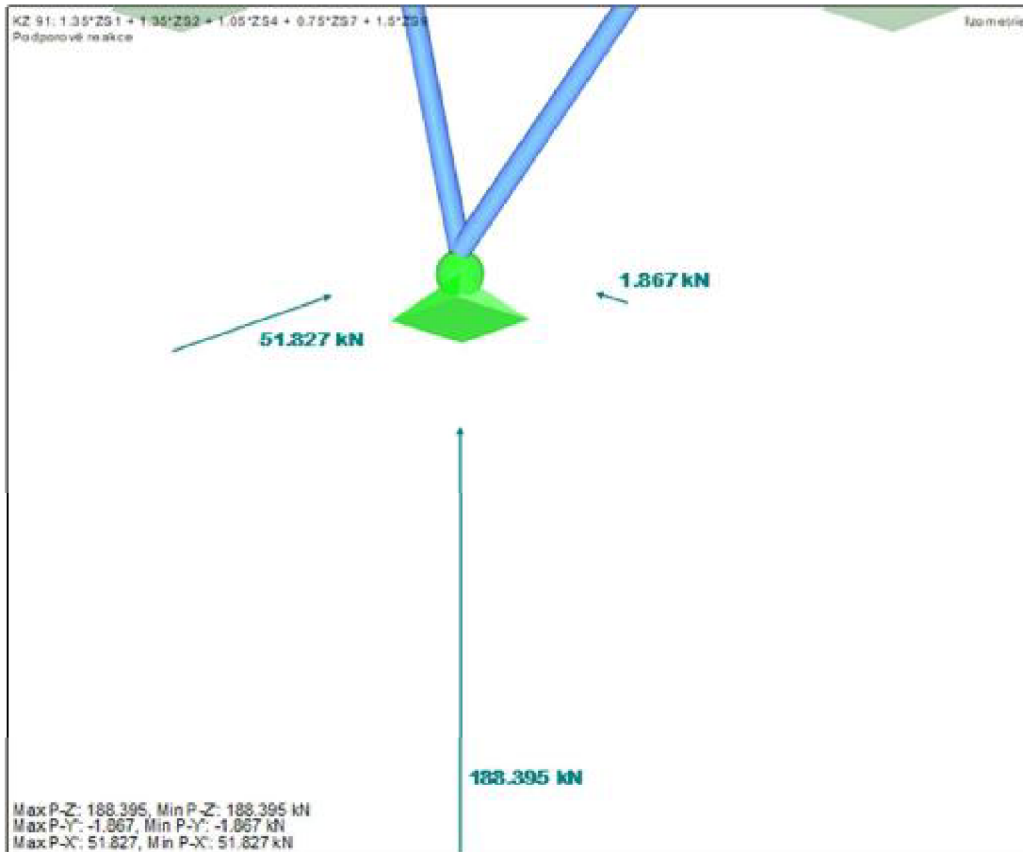 KZ 91: 1.35*ZS1 + 1.35*ZS2 + 1.05*ZS4 + 0.75*ZS7 + 1.5*ZS9
Izometrie
Podporové reakce
1.867 kN
51.827 kN
188.395 kN
Max P-Z': 188.395, Min P-Z': 188.395 kN
Max P-Y': -1.867, Min P-Y': -1.867 kN
Max P-X': 51.827, Min P-X': 51.827 kN